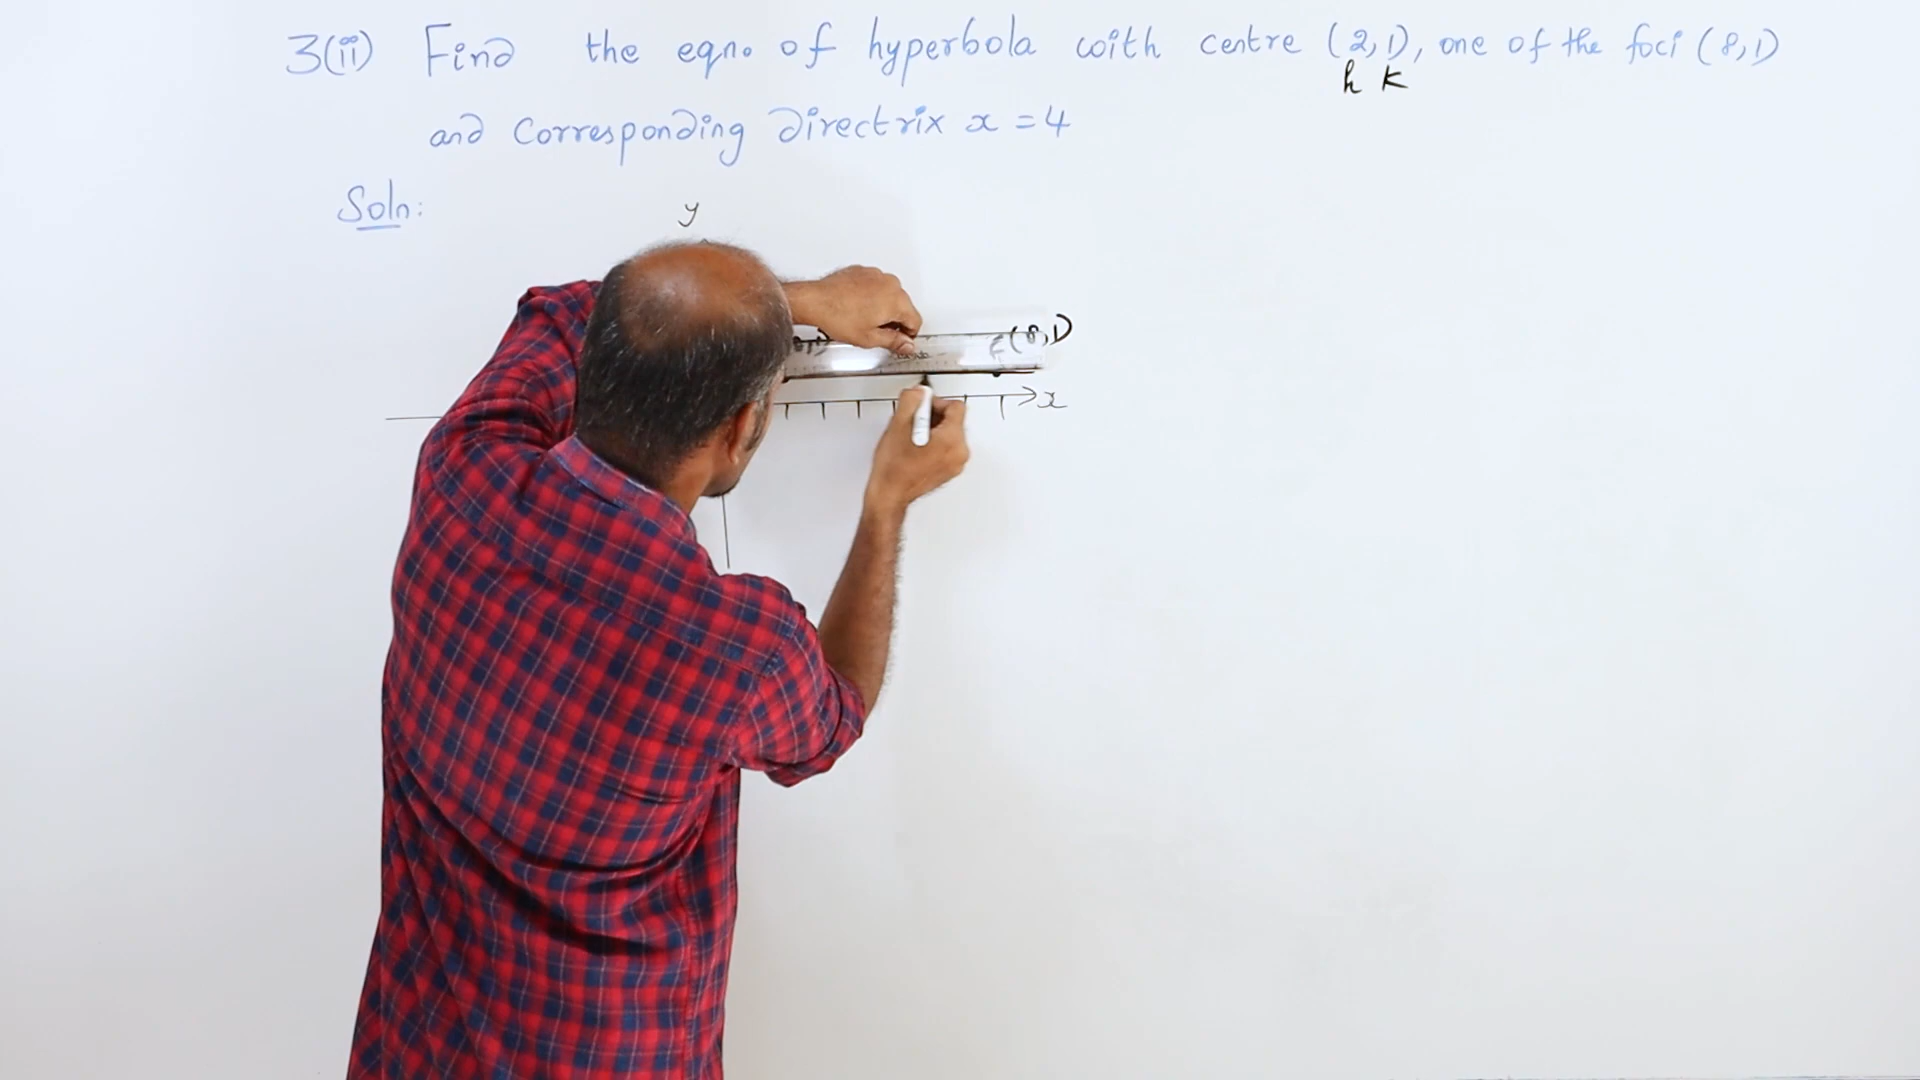 3(ii) Find the eqn. of hyperbola with centre (2,1), one of the foci (8,1)
h k
and corresponding directrix x = 4
Soln:
y
F(8,1)
x